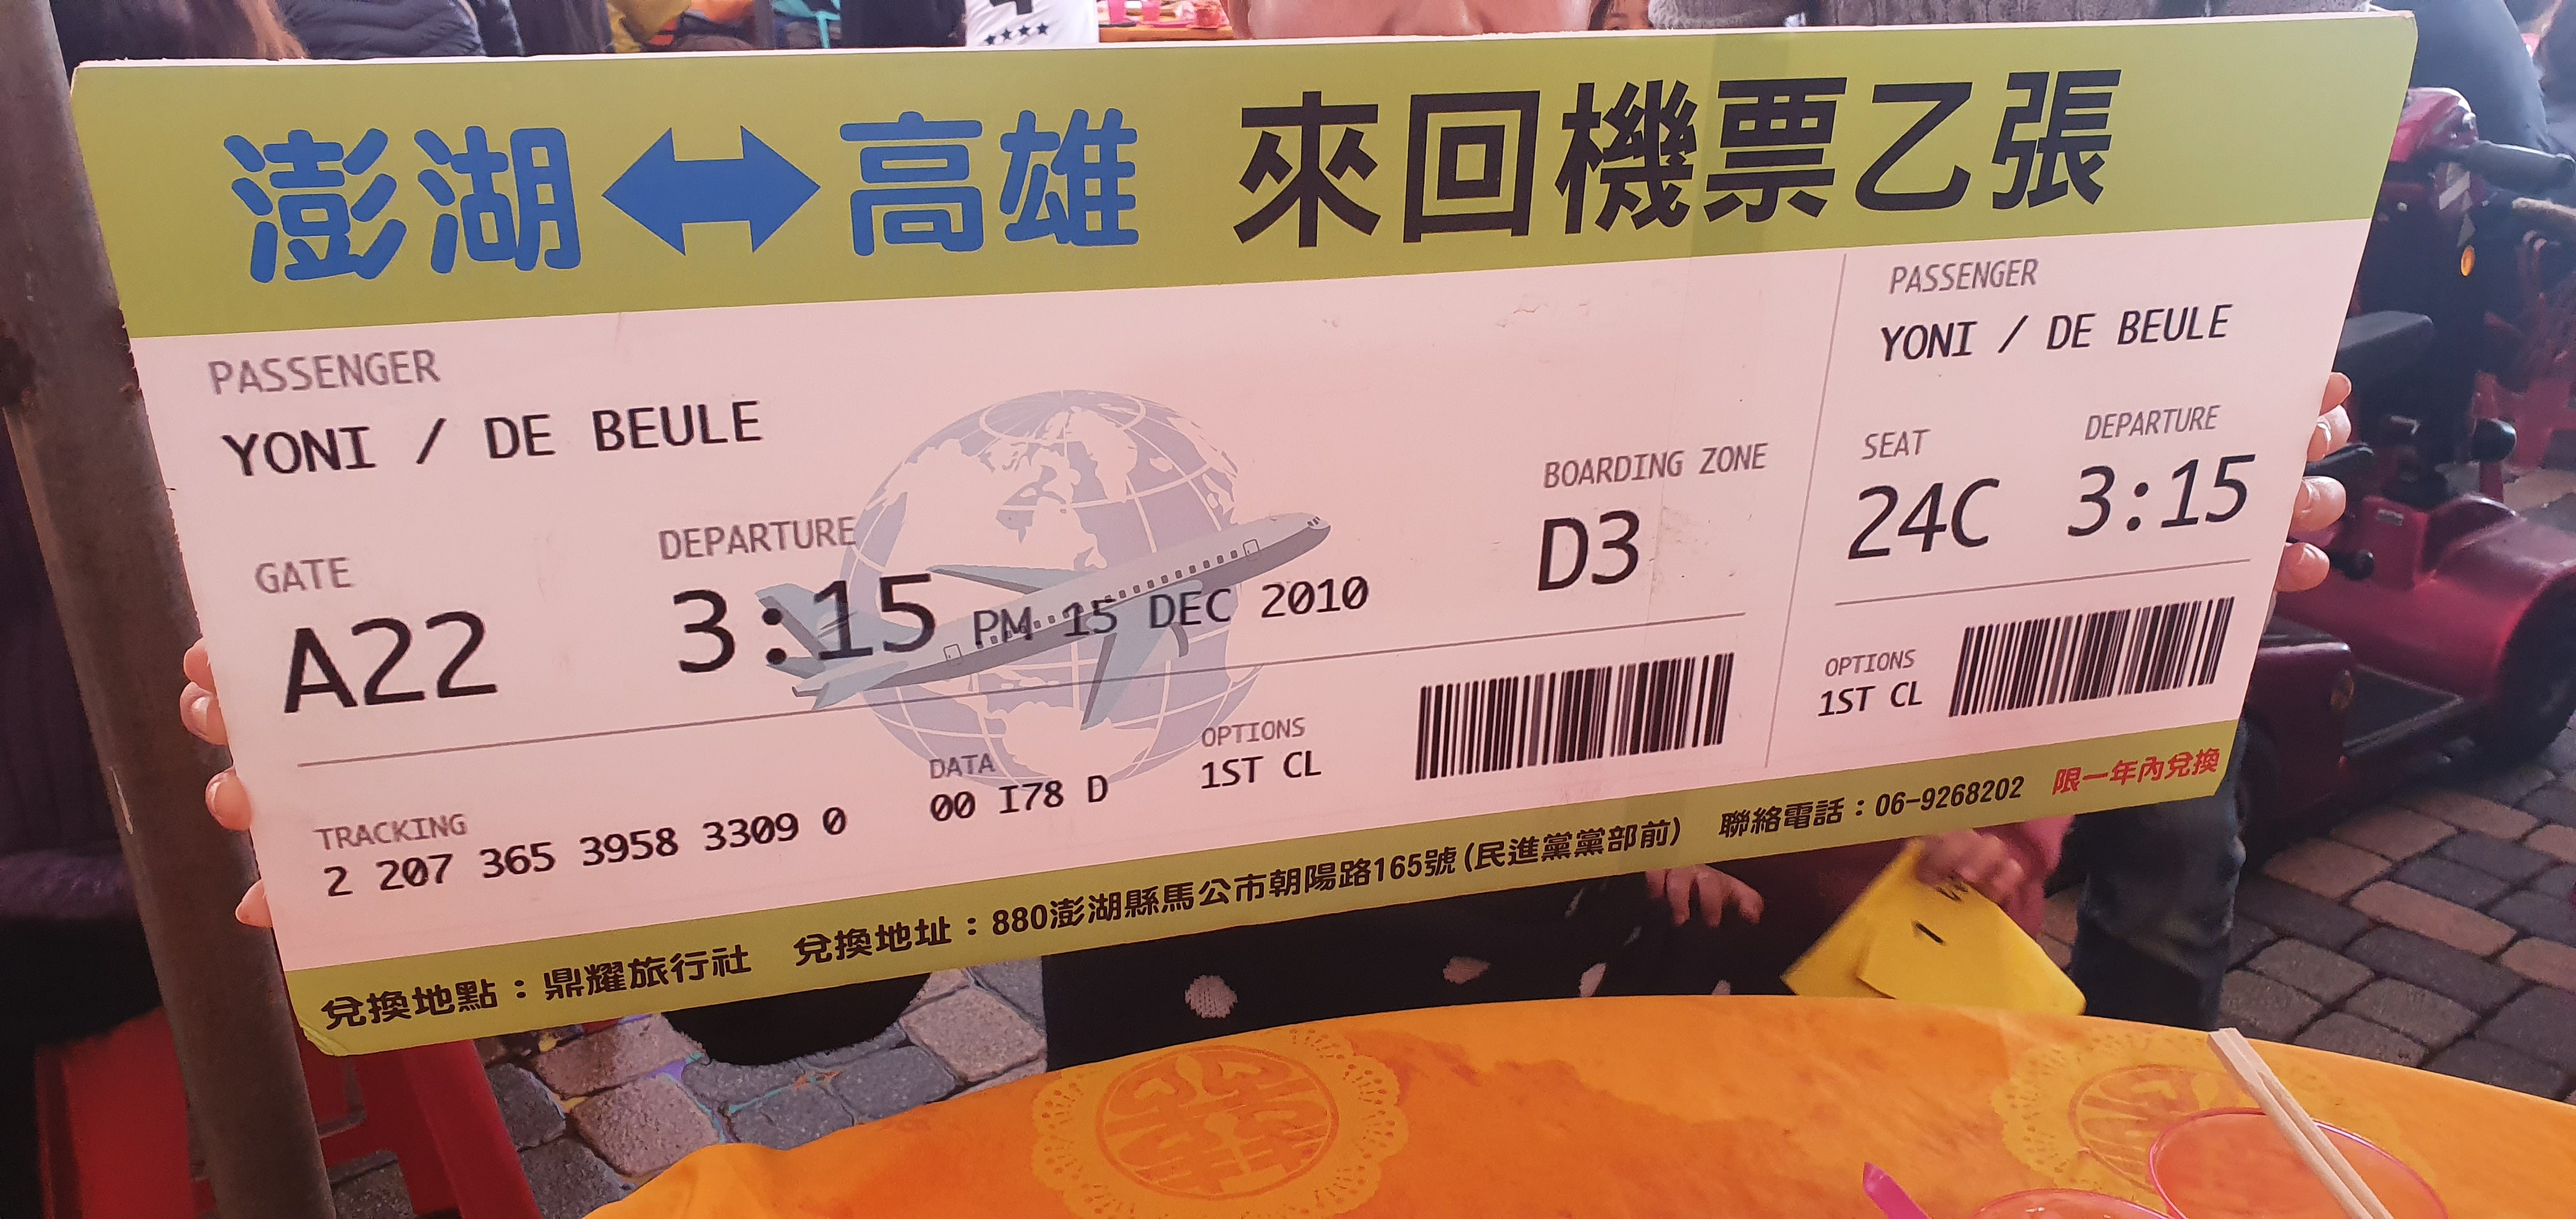 澎湖↔高雄 來回機票乙張
PASSENGER
YONI / DE BEULE
GATE
A22
DEPARTURE
3:15 PM 15 DEC 2010
BOARDING ZONE
D3
TRACKING
2 207 365 3958 3309 0
DATA
00 I78 D
OPTIONS
1ST CL
PASSENGER
YONI / DE BEULE
SEAT
24C
DEPARTURE
3:15
OPTIONS
1ST CL
兌換地點：鼎耀旅行社 兌換地址：880澎湖縣馬公市朝陽路165號(民進黨黨部前) 聯絡電話：06-9268202 限一年內兌換